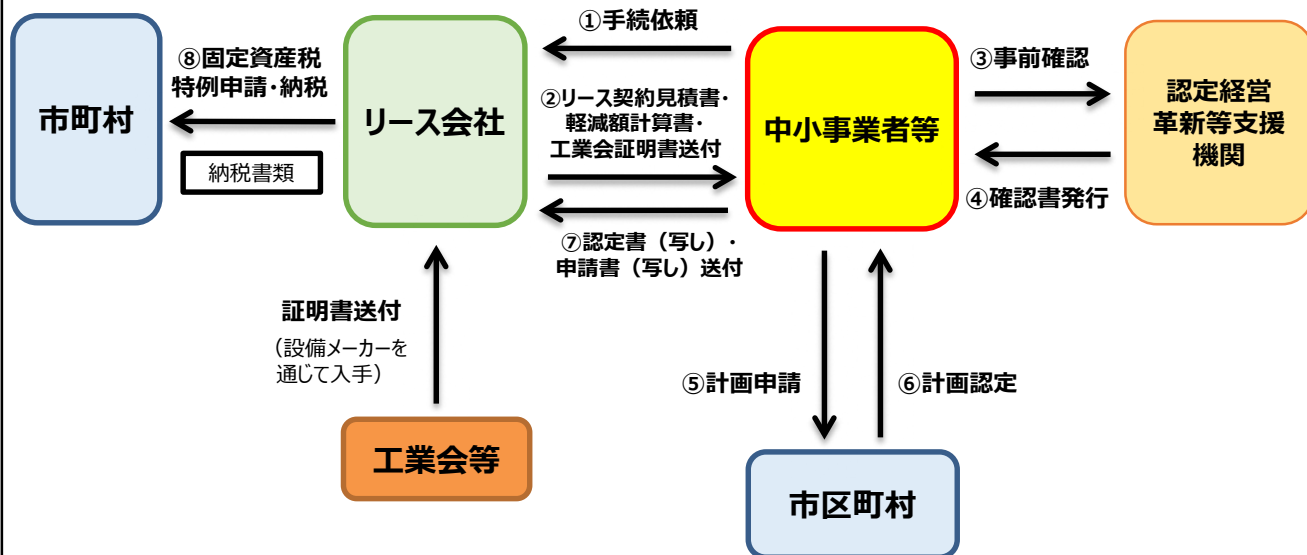 ①手続依頼
⑧固定資産税
特例申請・納税
③事前確認
市町村
リース会社
②リース契約見積書・
軽減額計算書・
工業会証明書送付
中小事業者等
認定経営
革新等支援
機関
納税書類
④確認書発行
⑦認定書（写し）・
申請書（写し）送付
証明書送付
（設備メーカーを
通じて入手）
⑤計画申請
⑥計画認定
工業会等
市区町村